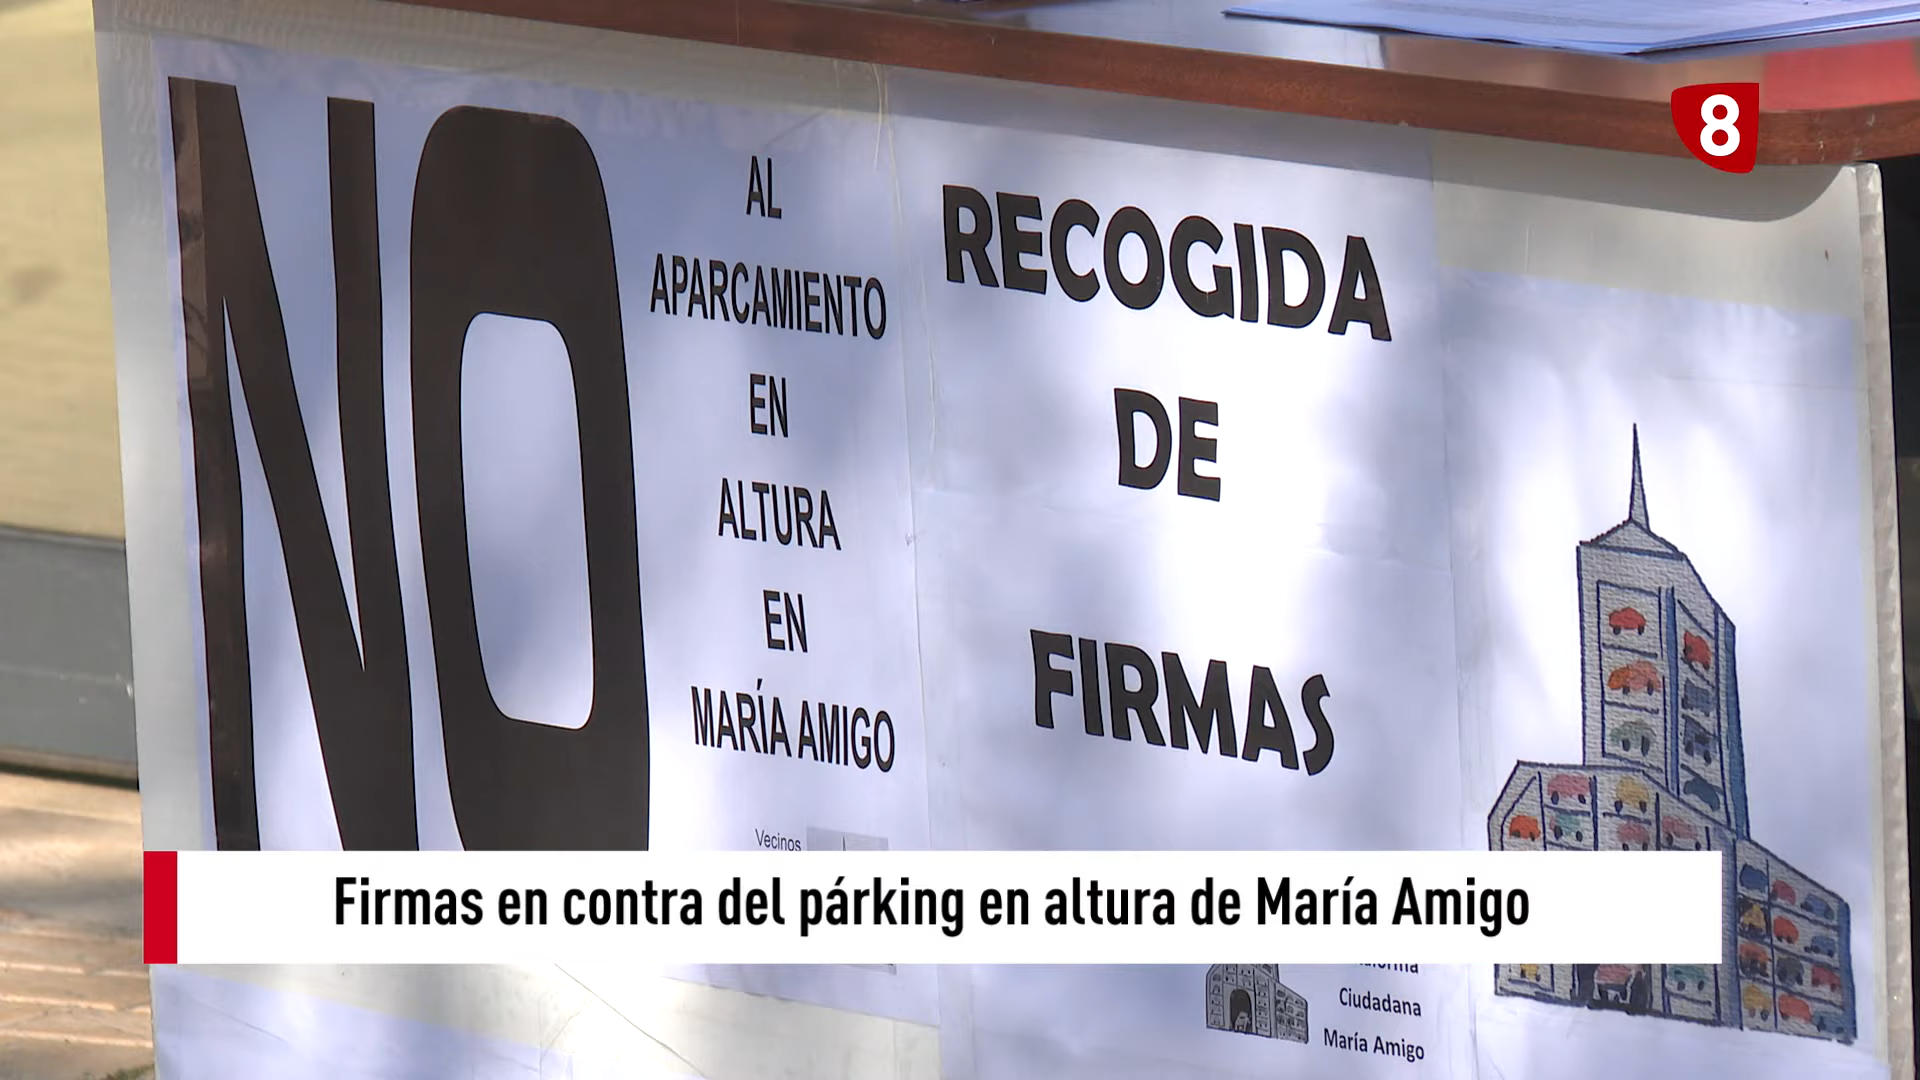 8
NO
AL
APARCAMIENTO
EN
ALTURA
EN
MARÍA AMIGO
Vecinos
RECOGIDA
DE
FIRMAS
Firmas en contra del párking en altura de María Amigo
Ciudadana
María Amigo